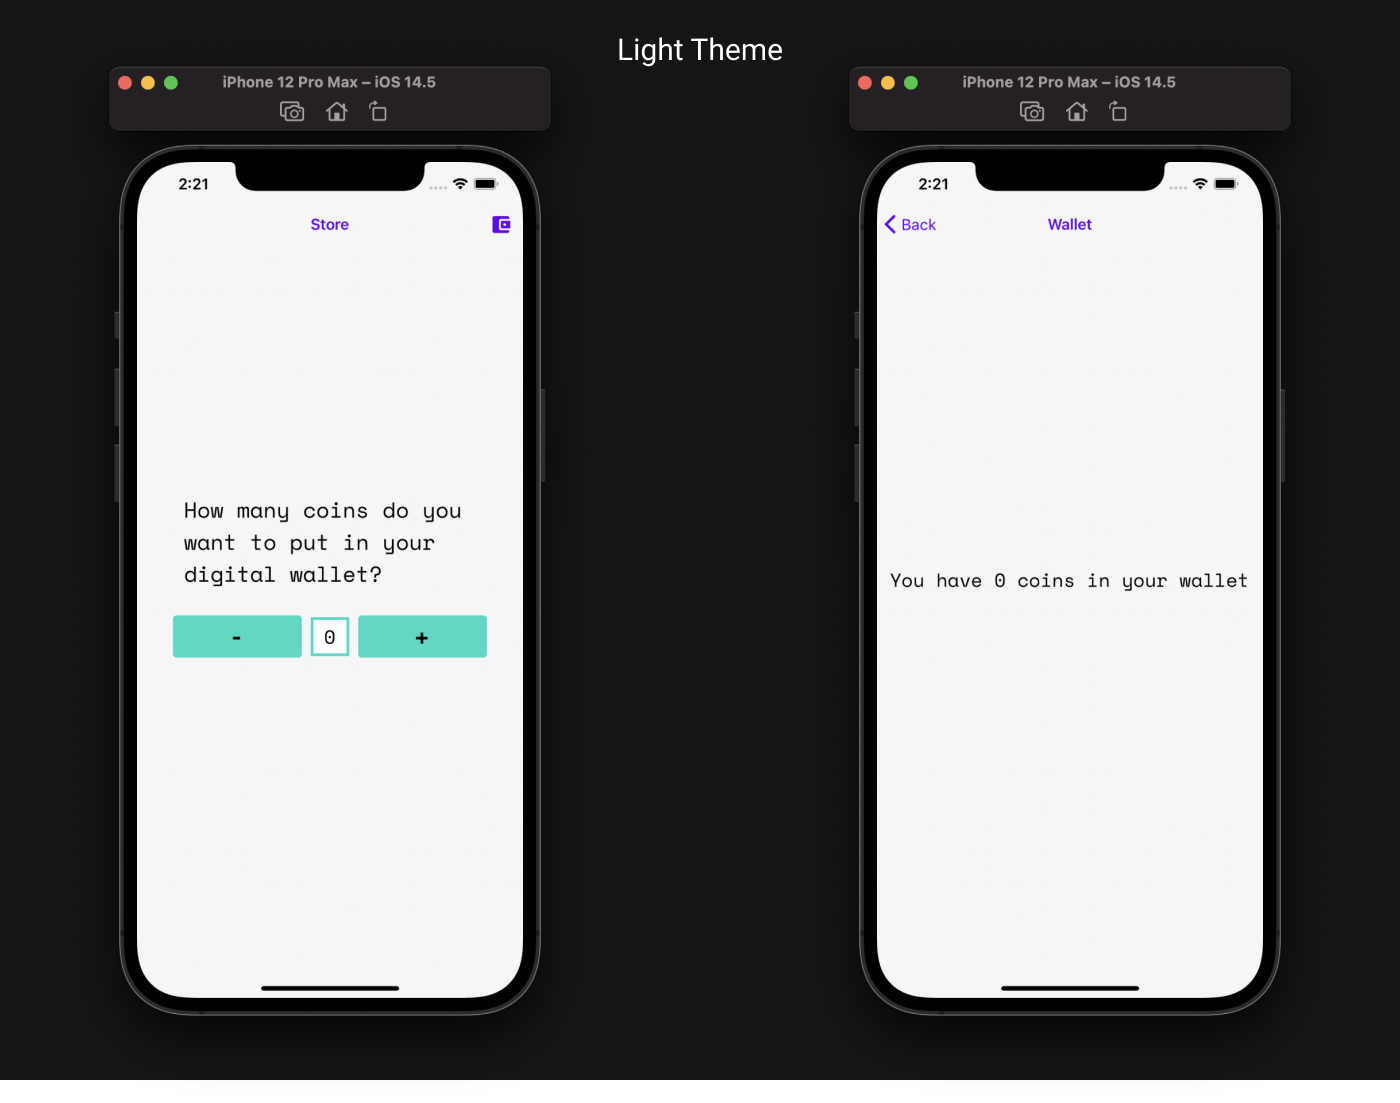 Light Theme
iPhone 12 Pro Max – iOS 14.5
2:21
Store
How many coins do you
want to put in your
digital wallet?
- 0 +
iPhone 12 Pro Max – iOS 14.5
2:21
Back Wallet
You have 0 coins in your wallet